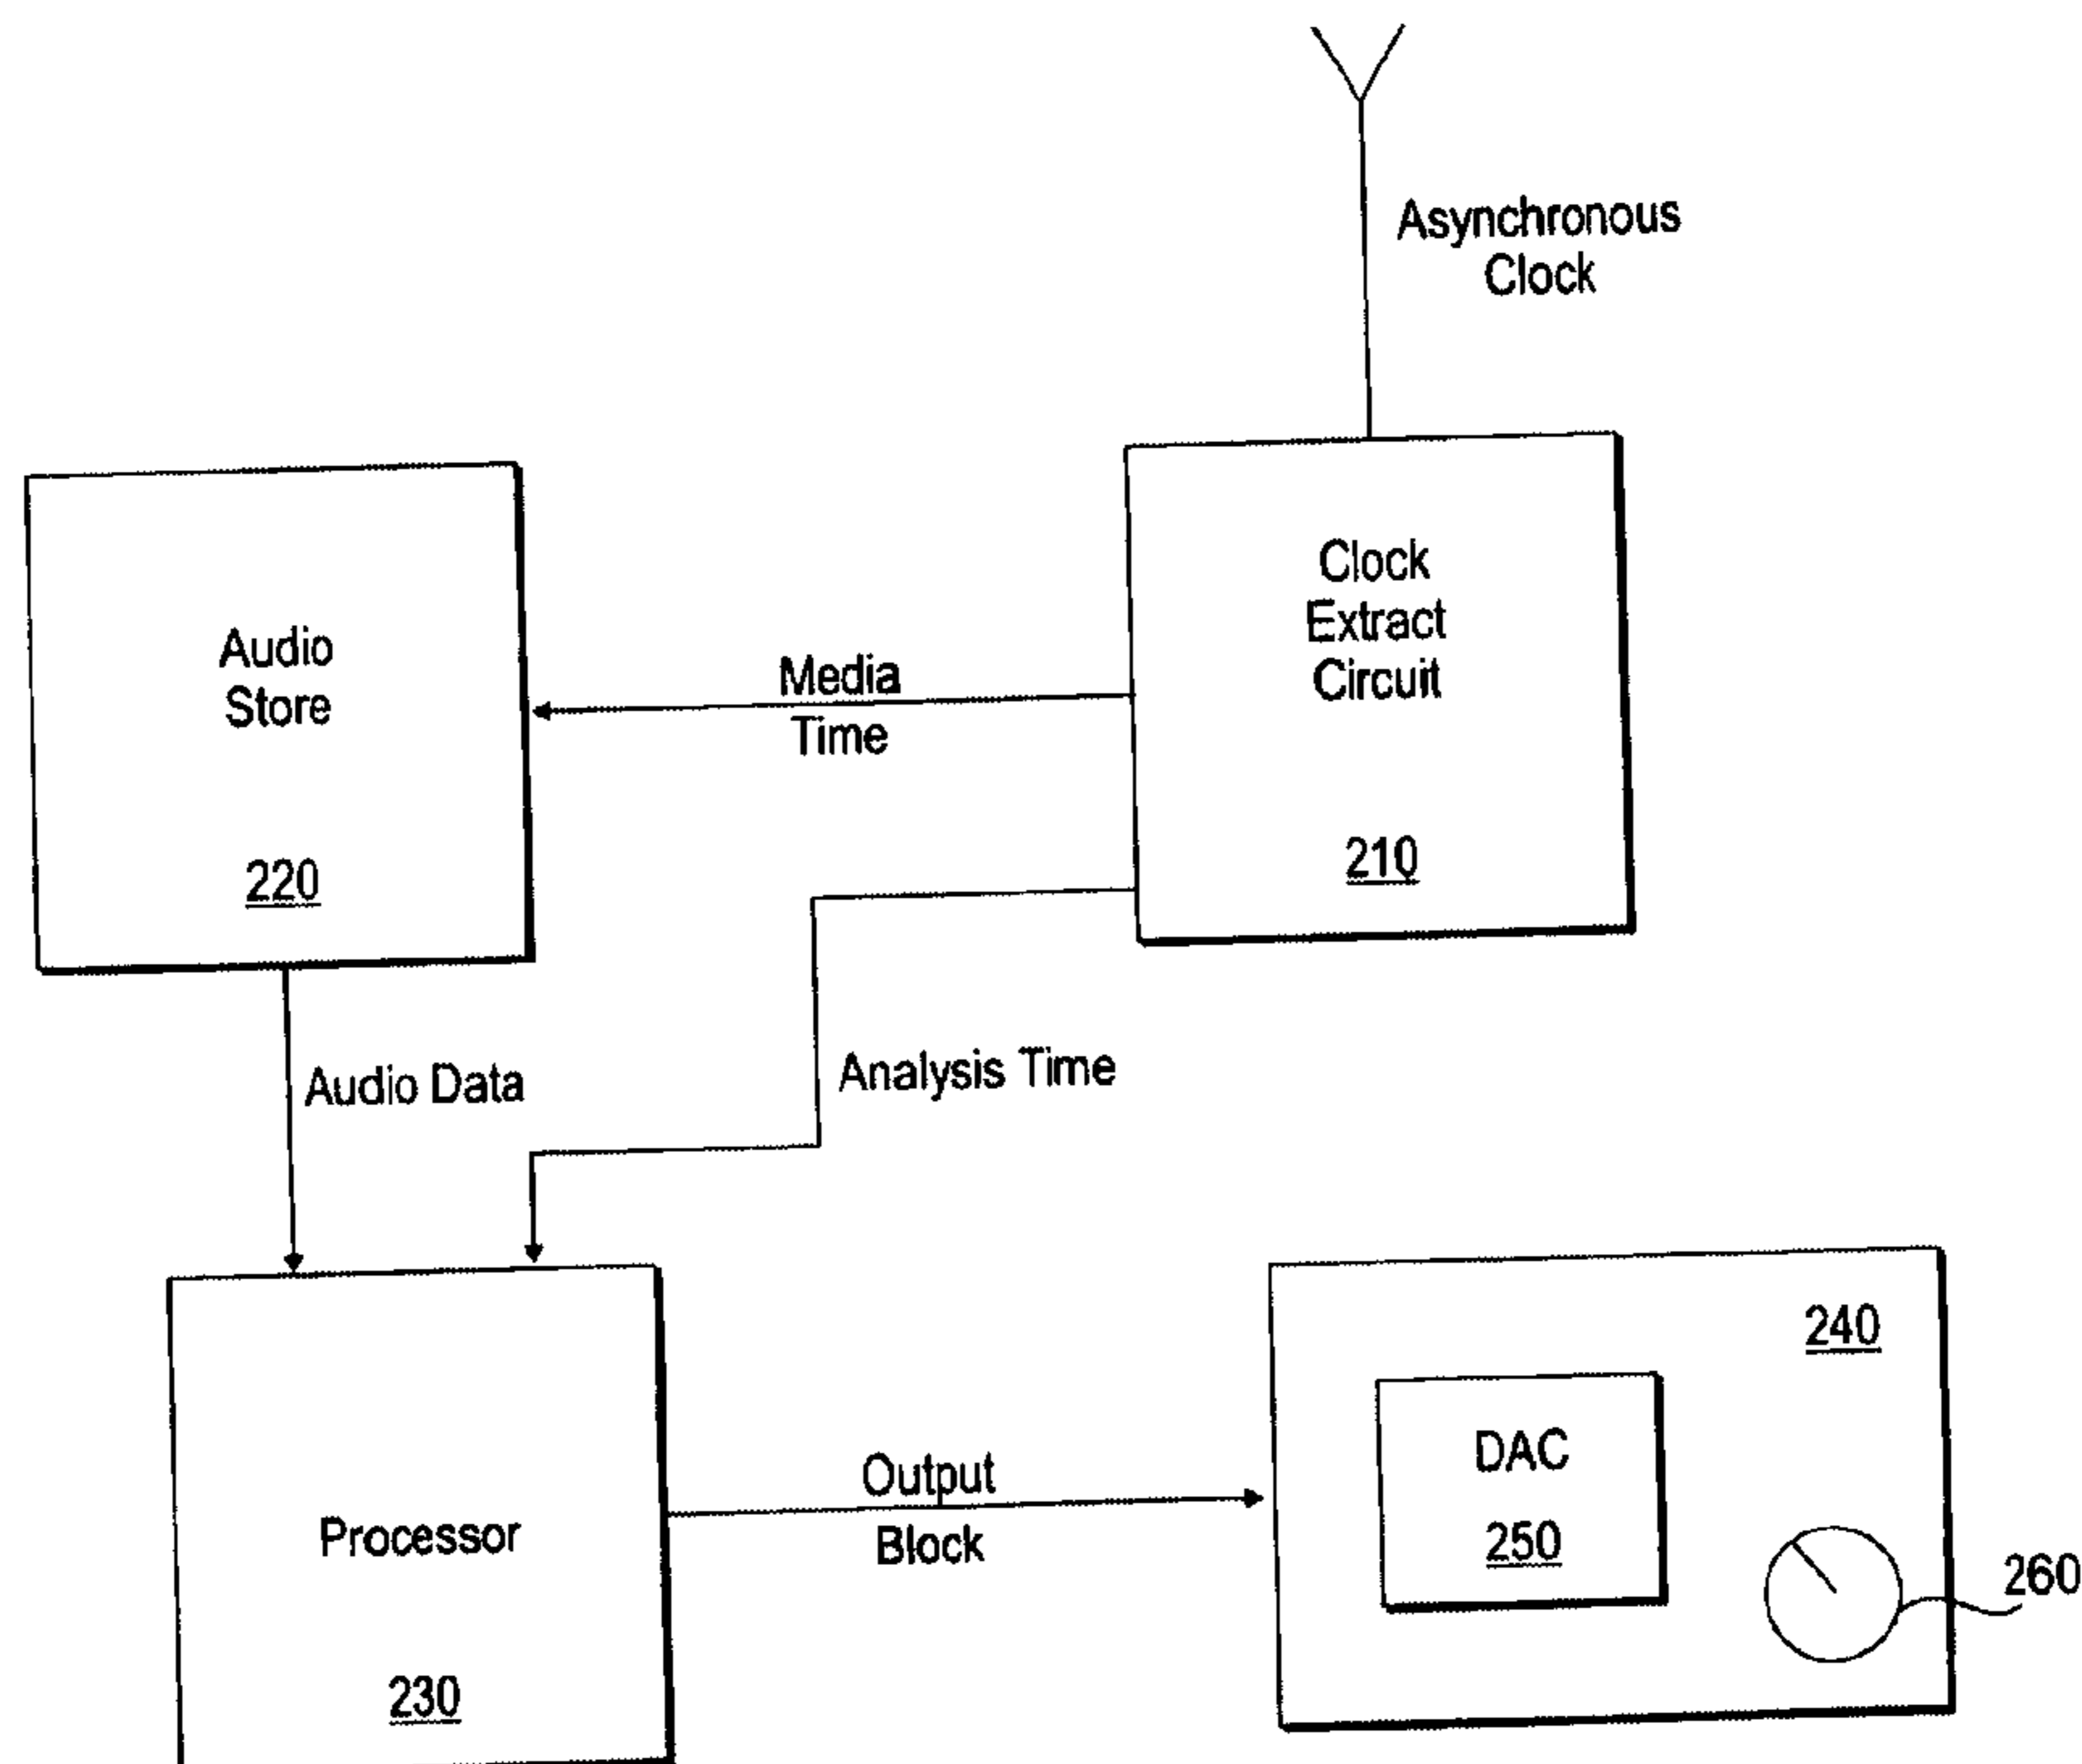 Asynchronous
Clock
Clock
Extract
Circuit
210
Audio
Store
220
Media
Time
Audio Data
Analysis Time
Processor
230
Output
Block
240
DAC
250
260